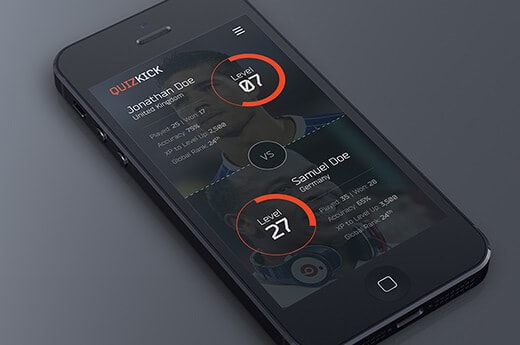 QUIZKICK
Jonathan Doe
United Kingdom
Played: 25 | Won: 17
Accuracy: 75%
XP to Level Up: 2,500
Global Rank: 24th
Level
07
VS
Samuel Doe
Germany
Played: 35 | Won: 28
Accuracy: 65%
XP to Level Up: 3,500
Global Rank: 24th
Level
27